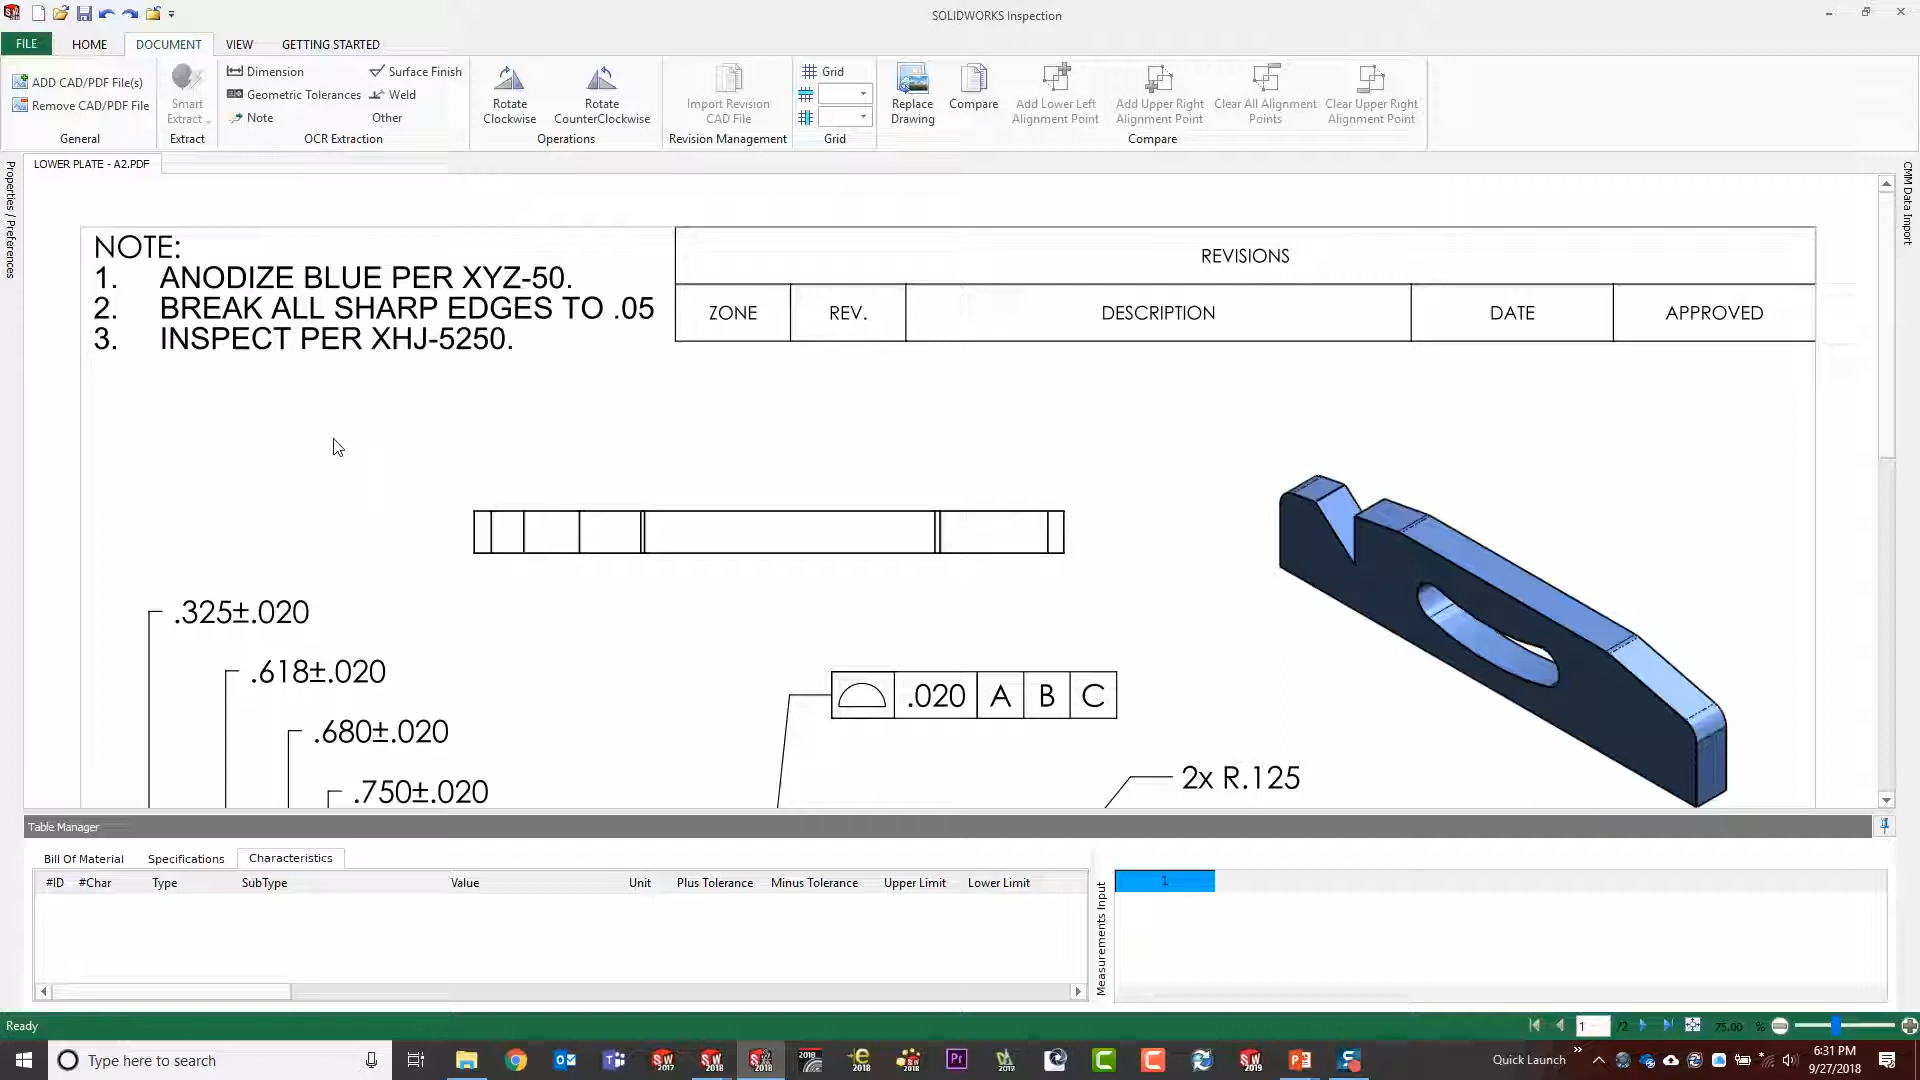 SOLIDWORKS Inspection
FILE HOME DOCUMENT VIEW GETTING STARTED
ADD CAD/PDF File(s)
Remove CAD/PDF File
General
Smart
Extract
Extract
Dimension
Geometric Tolerances
Note
Surface Finish
Weld
Other
OCR Extraction
Rotate
Clockwise
Rotate
CounterClockwise
Operations
Import Revision
CAD File
Revision Management
Grid
Grid
Replace
Drawing
Compare
Add Lower Left
Alignment Point
Add Upper Right
Alignment Point
Clear All Alignment
Points
Clear Upper Right
Alignment Point
Compare
LOWER PLATE - A2.PDF
Properties / Preferences
CMM Data Import
NOTE:
1. ANODIZE BLUE PER XYZ-50.
2. BREAK ALL SHARP EDGES TO .05
3. INSPECT PER XHJ-5250.
REVISIONS
ZONE REV. DESCRIPTION DATE APPROVED
.325±.020
.618±.020
.680±.020
.750±.020
.020 A B C
2x R.125
Table Manager
Bill Of Material Specifications Characteristics
#ID #Char Type SubType Value Unit Plus Tolerance Minus Tolerance Upper Limit Lower Limit
Measurements Input
1
Ready
1 /2 75.00 %
Type here to search
Quick Launch
6:31 PM
9/27/2018